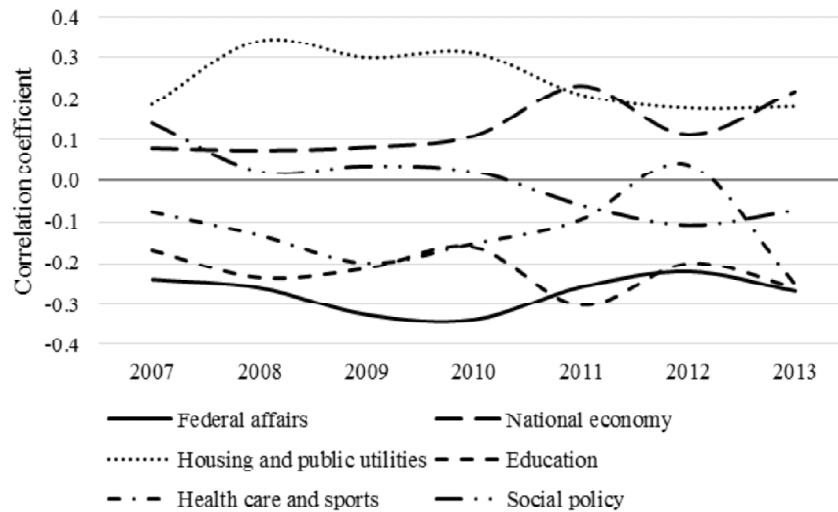 Correlation coefficient
0.4
0.3
0.2
0.1
0.0
-0.1
-0.2
-0.3
-0.4
2007 2008 2009 2010 2011 2012 2013
Federal affairs National economy
Housing and public utilities Education
Health care and sports Social policy